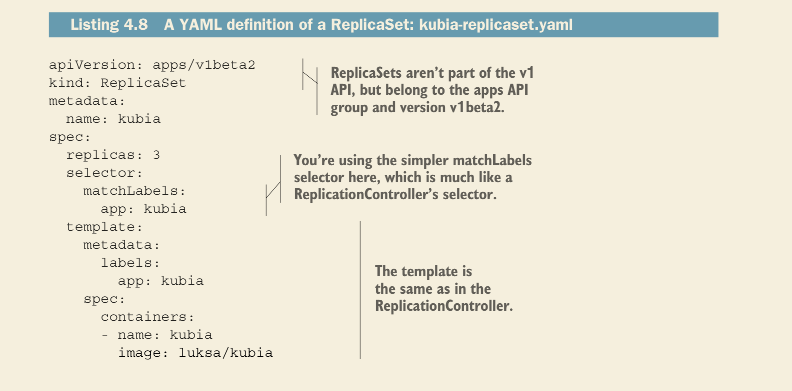 Listing 4.8 A YAML definition of a ReplicaSet: kubia-replicaset.yaml
apiVersion: apps/v1beta2
kind: ReplicaSet
metadata:
  name: kubia
spec:
  replicas: 3
  selector:
    matchLabels:
      app: kubia
  template:
    metadata:
      labels:
        app: kubia
    spec:
      containers:
      - name: kubia
        image: luksa/kubia
ReplicaSets aren't part of the v1
API, but belong to the apps API
group and version v1beta2.
You're using the simpler matchLabels
selector here, which is much like a
ReplicationController's selector.
The template is
the same as in the
ReplicationController.